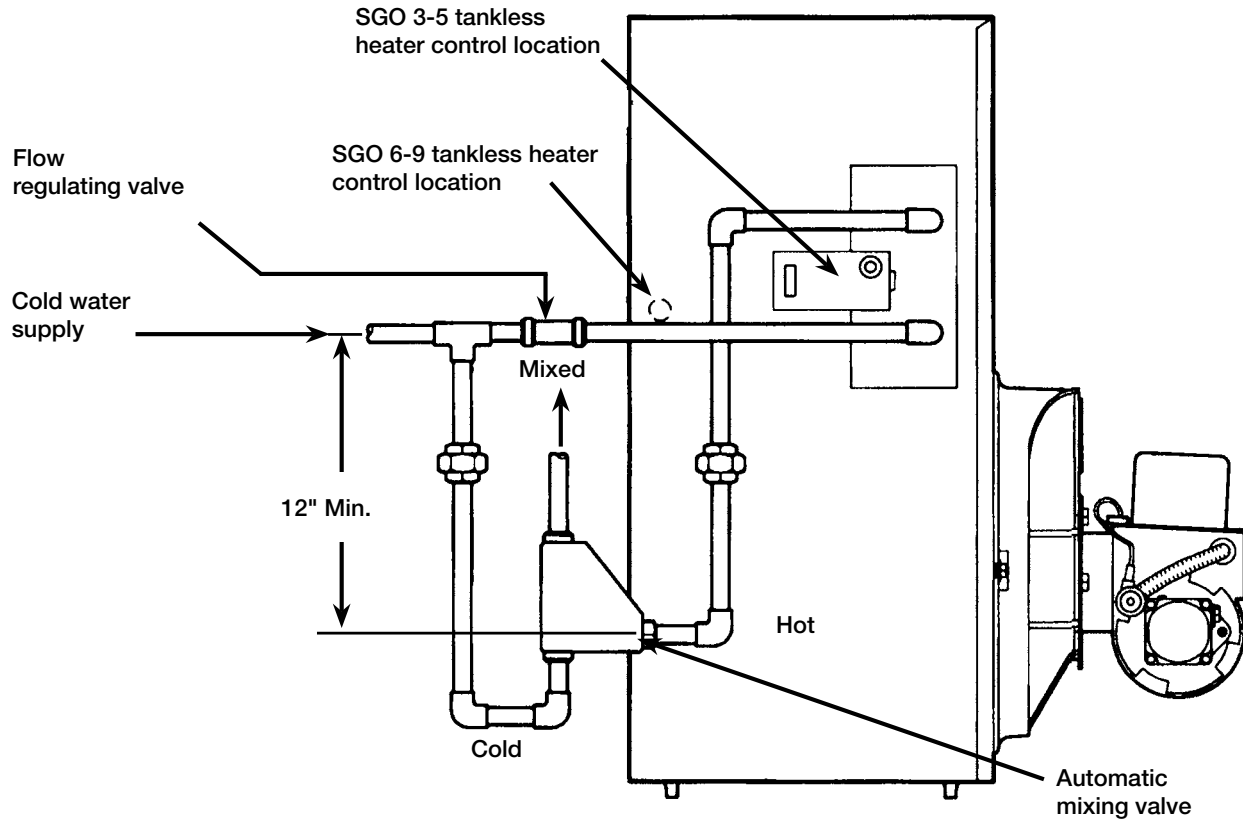 SGO 3-5 tankless
heater control location
SGO 6-9 tankless heater
control location
Flow
regulating valve
Cold water
supply
Mixed
12" Min.
Hot
Cold
Automatic
mixing valve